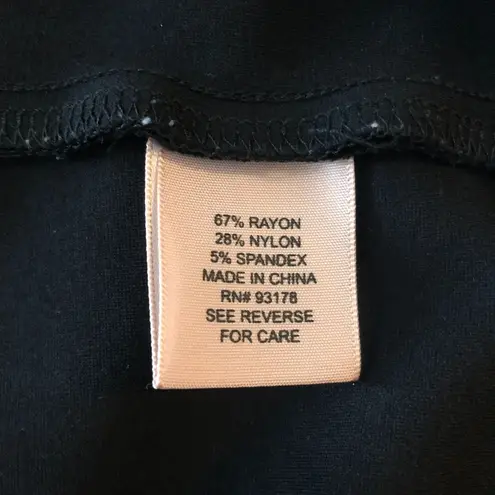 67% RAYON
28% NYLON
5% SPANDEX
MADE IN CHINA
RN# 93178
SEE REVERSE
FOR CARE